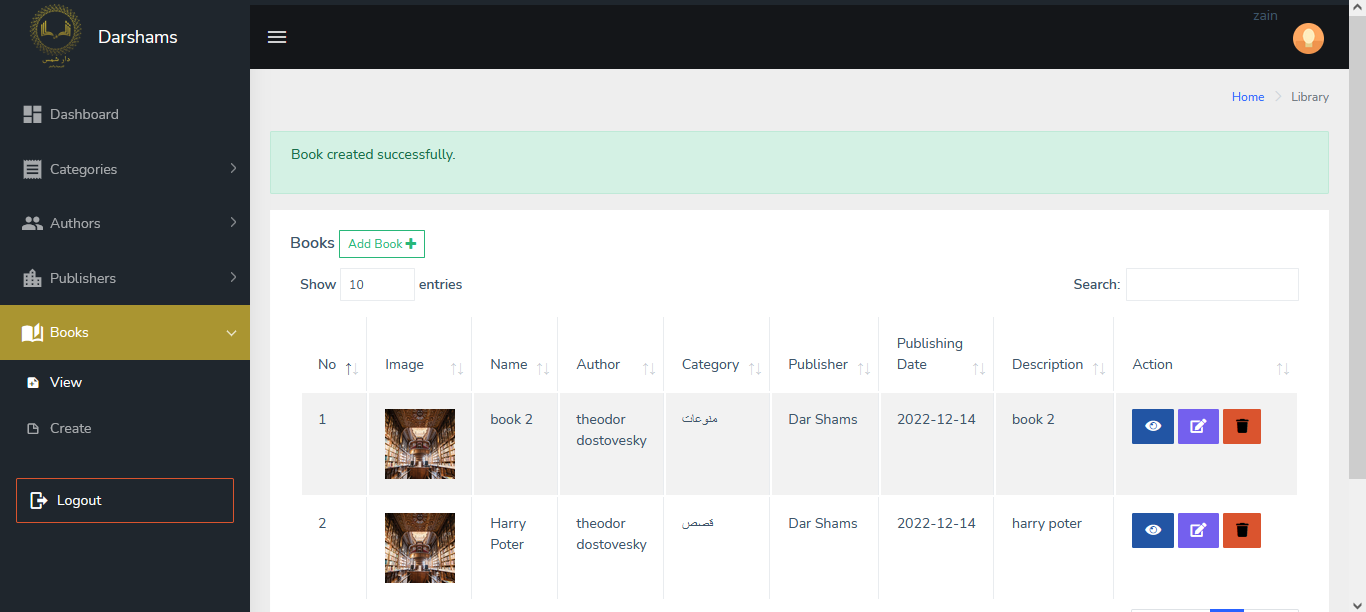 دار شمس
Darshams
zain
Dashboard
Categories
Authors
Publishers
Books
View
Create
Logout
Home > Library
Book created successfully.
Books Add Book
Show 10 entries
Search:
No Image Name Author Category Publisher Publishing Date Description Action
1 book 2 theodor dostovesky منوعات Dar Shams 2022-12-14 book 2
2 Harry Poter theodor dostovesky قصص Dar Shams 2022-12-14 harry poter